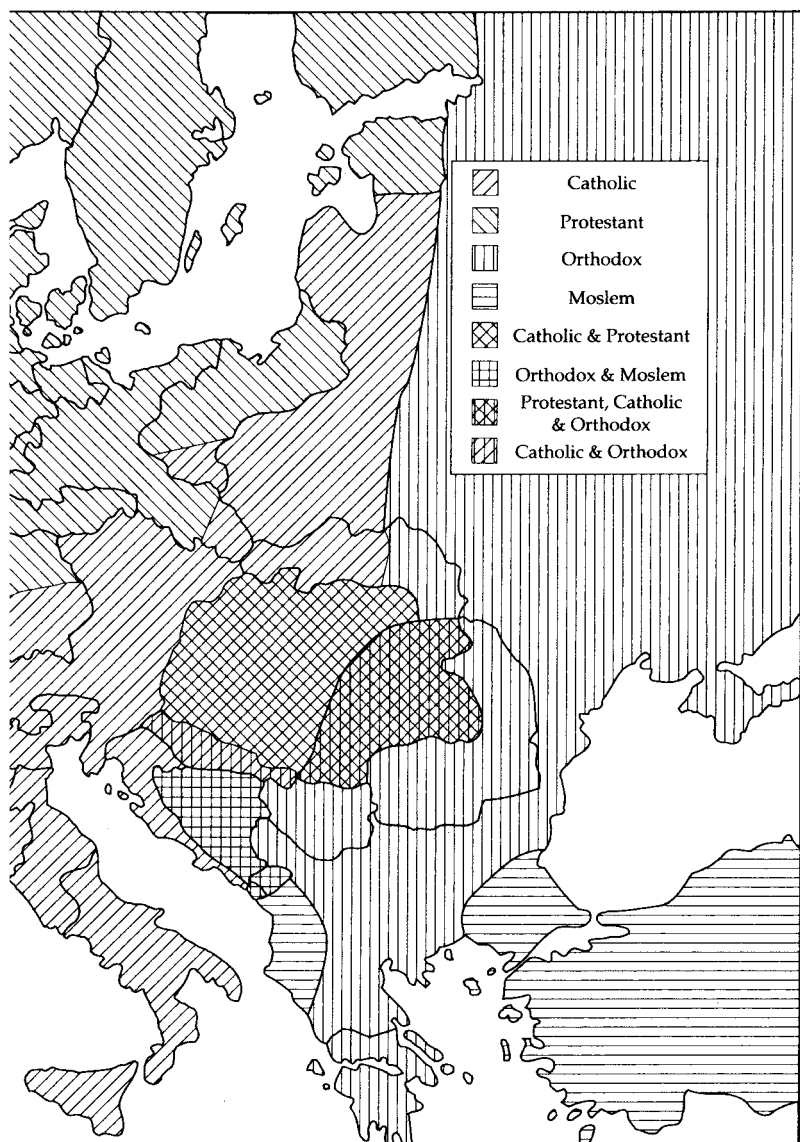 Catholic
Protestant
Orthodox
Moslem
Catholic & Protestant
Orthodox & Moslem
Protestant, Catholic
& Orthodox
Catholic & Orthodox